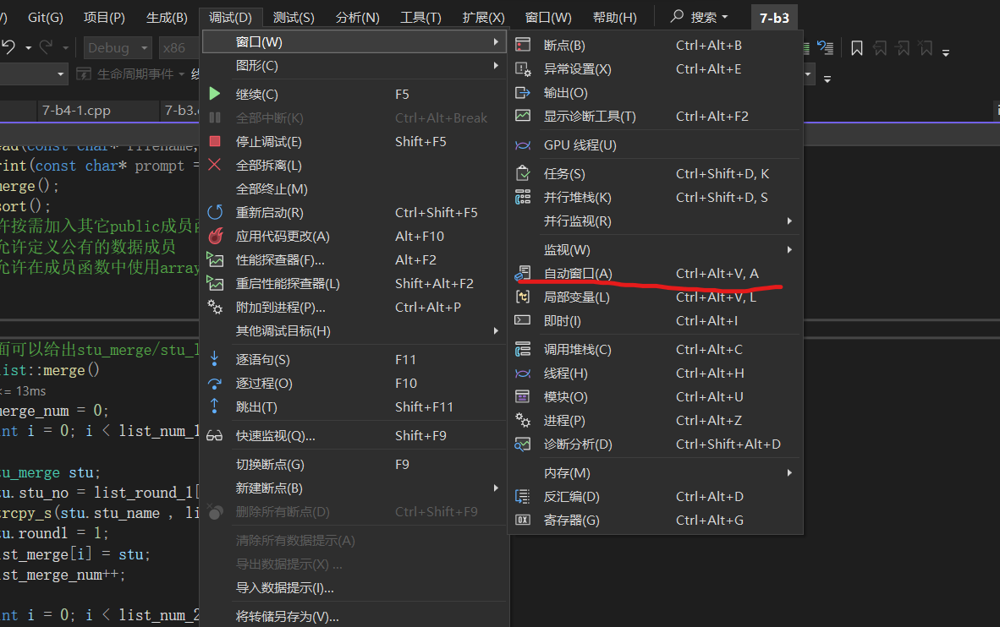 Git(G) 项目(P) 生成(B) 调试(D) 测试(S) 分析(N) 工具(T) 扩展(X) 窗口(W) 帮助(H) 搜索 7-b3
Debug x86
生命周期事件 线
7-b4-1.cpp 7-b3.
ead(const char* filename,
rint(const char* prompt =
merge();
sort();
许按需加入其它public成员函
允许定义公有的数据成员
允许在成员函数中使用array
面可以给出stu_merge/stu_l
list::merge()
<= 13ms
merge_num = 0;
int i = 0; i < list_num_1
tu_merge stu;
tu.stu_no = list_round_1[
trcpy_s(stu.stu_name , li
tu.round1 = 1;
ist_merge[i] = stu;
ist_merge_num++;
int i = 0; i < list_num_2
窗口(W)
图形(C)
继续(C) F5
全部中断(K) Ctrl+Alt+Break
停止调试(E) Shift+F5
全部拆离(L)
全部终止(M)
重新启动(R) Ctrl+Shift+F5
应用代码更改(A) Alt+F10
性能探查器(F)... Alt+F2
重启性能探查器(L) Shift+Alt+F2
附加到进程(P)... Ctrl+Alt+P
其他调试目标(H)
逐语句(S) F11
逐过程(O) F10
跳出(T) Shift+F11
快速监视(Q)... Shift+F9
切换断点(G) F9
新建断点(B)
删除所有断点(D) Ctrl+Shift+F9
清除所有数据提示(A)
导出数据提示(X) ...
导入数据提示(I)...
将转储另存为(V)...
断点(B) Ctrl+Alt+B
异常设置(X) Ctrl+Alt+E
输出(O)
显示诊断工具(T) Ctrl+Alt+F2
GPU 线程(U)
任务(S) Ctrl+Shift+D, K
并行堆栈(K) Ctrl+Shift+D, S
并行监视(R)
监视(W)
自动窗口(A) Ctrl+Alt+V, A
局部变量(L) Ctrl+Alt+V, L
即时(I) Ctrl+Alt+I
调用堆栈(C) Ctrl+Alt+C
线程(H) Ctrl+Alt+H
模块(O) Ctrl+Alt+U
进程(P) Ctrl+Alt+Z
诊断分析(D) Ctrl+Shift+Alt+D
内存(M)
反汇编(D) Ctrl+Alt+D
寄存器(G) Ctrl+Alt+G